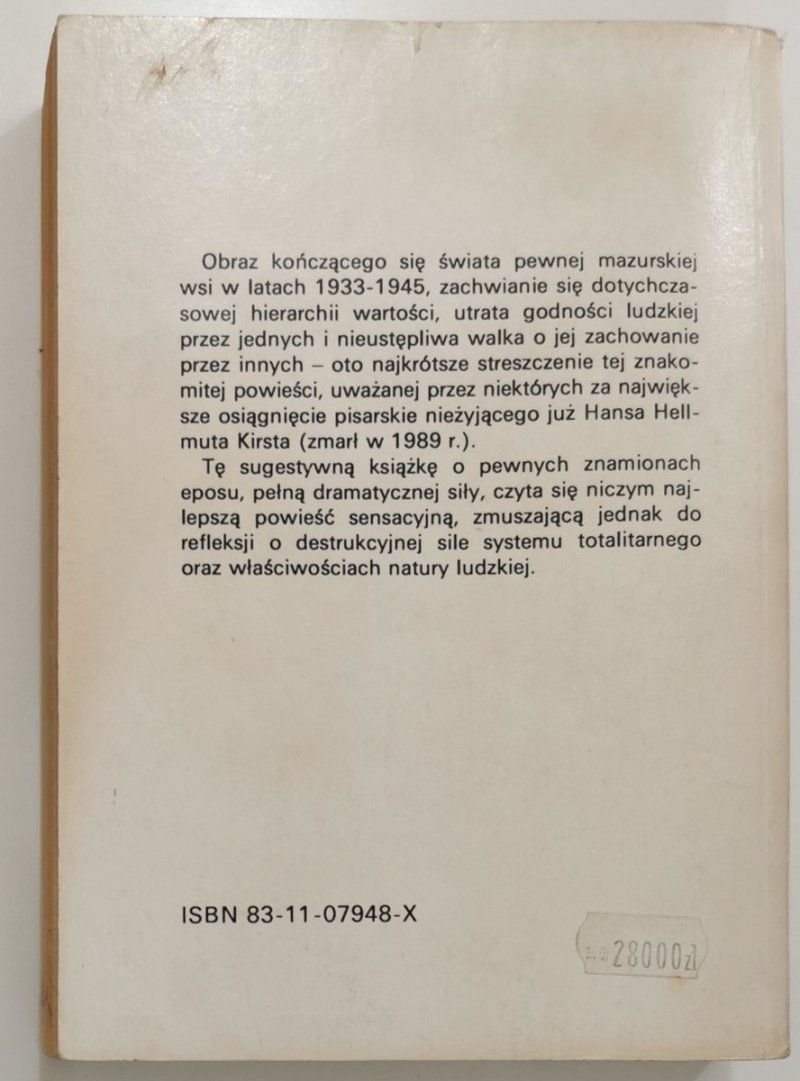 Obraz kończącego się świata pewnej mazurskiej
wsi w latach 1933-1945, zachwianie się dotychcza-
sowej hierarchii wartości, utrata godności ludzkiej
przez jednych i nieustępliwa walka o jej zachowanie
przez innych – oto najkrótsze streszczenie tej znako-
mitej powieści, uważanej przez niektórych za najwięk-
sze osiągnięcie pisarskie nieżyjącego już Hansa Hell-
muta Kirsta (zmarł w 1989 r.).
Tę sugestywną książkę o pewnych znamionach
eposu, pełną dramatycznej siły, czyta się niczym naj-
lepszą powieść sensacyjną, zmuszającą jednak do
refleksji o destrukcyjnej sile systemu totalitarnego
oraz właściwościach natury ludzkiej.
ISBN 83-11-07948-X
28000zł